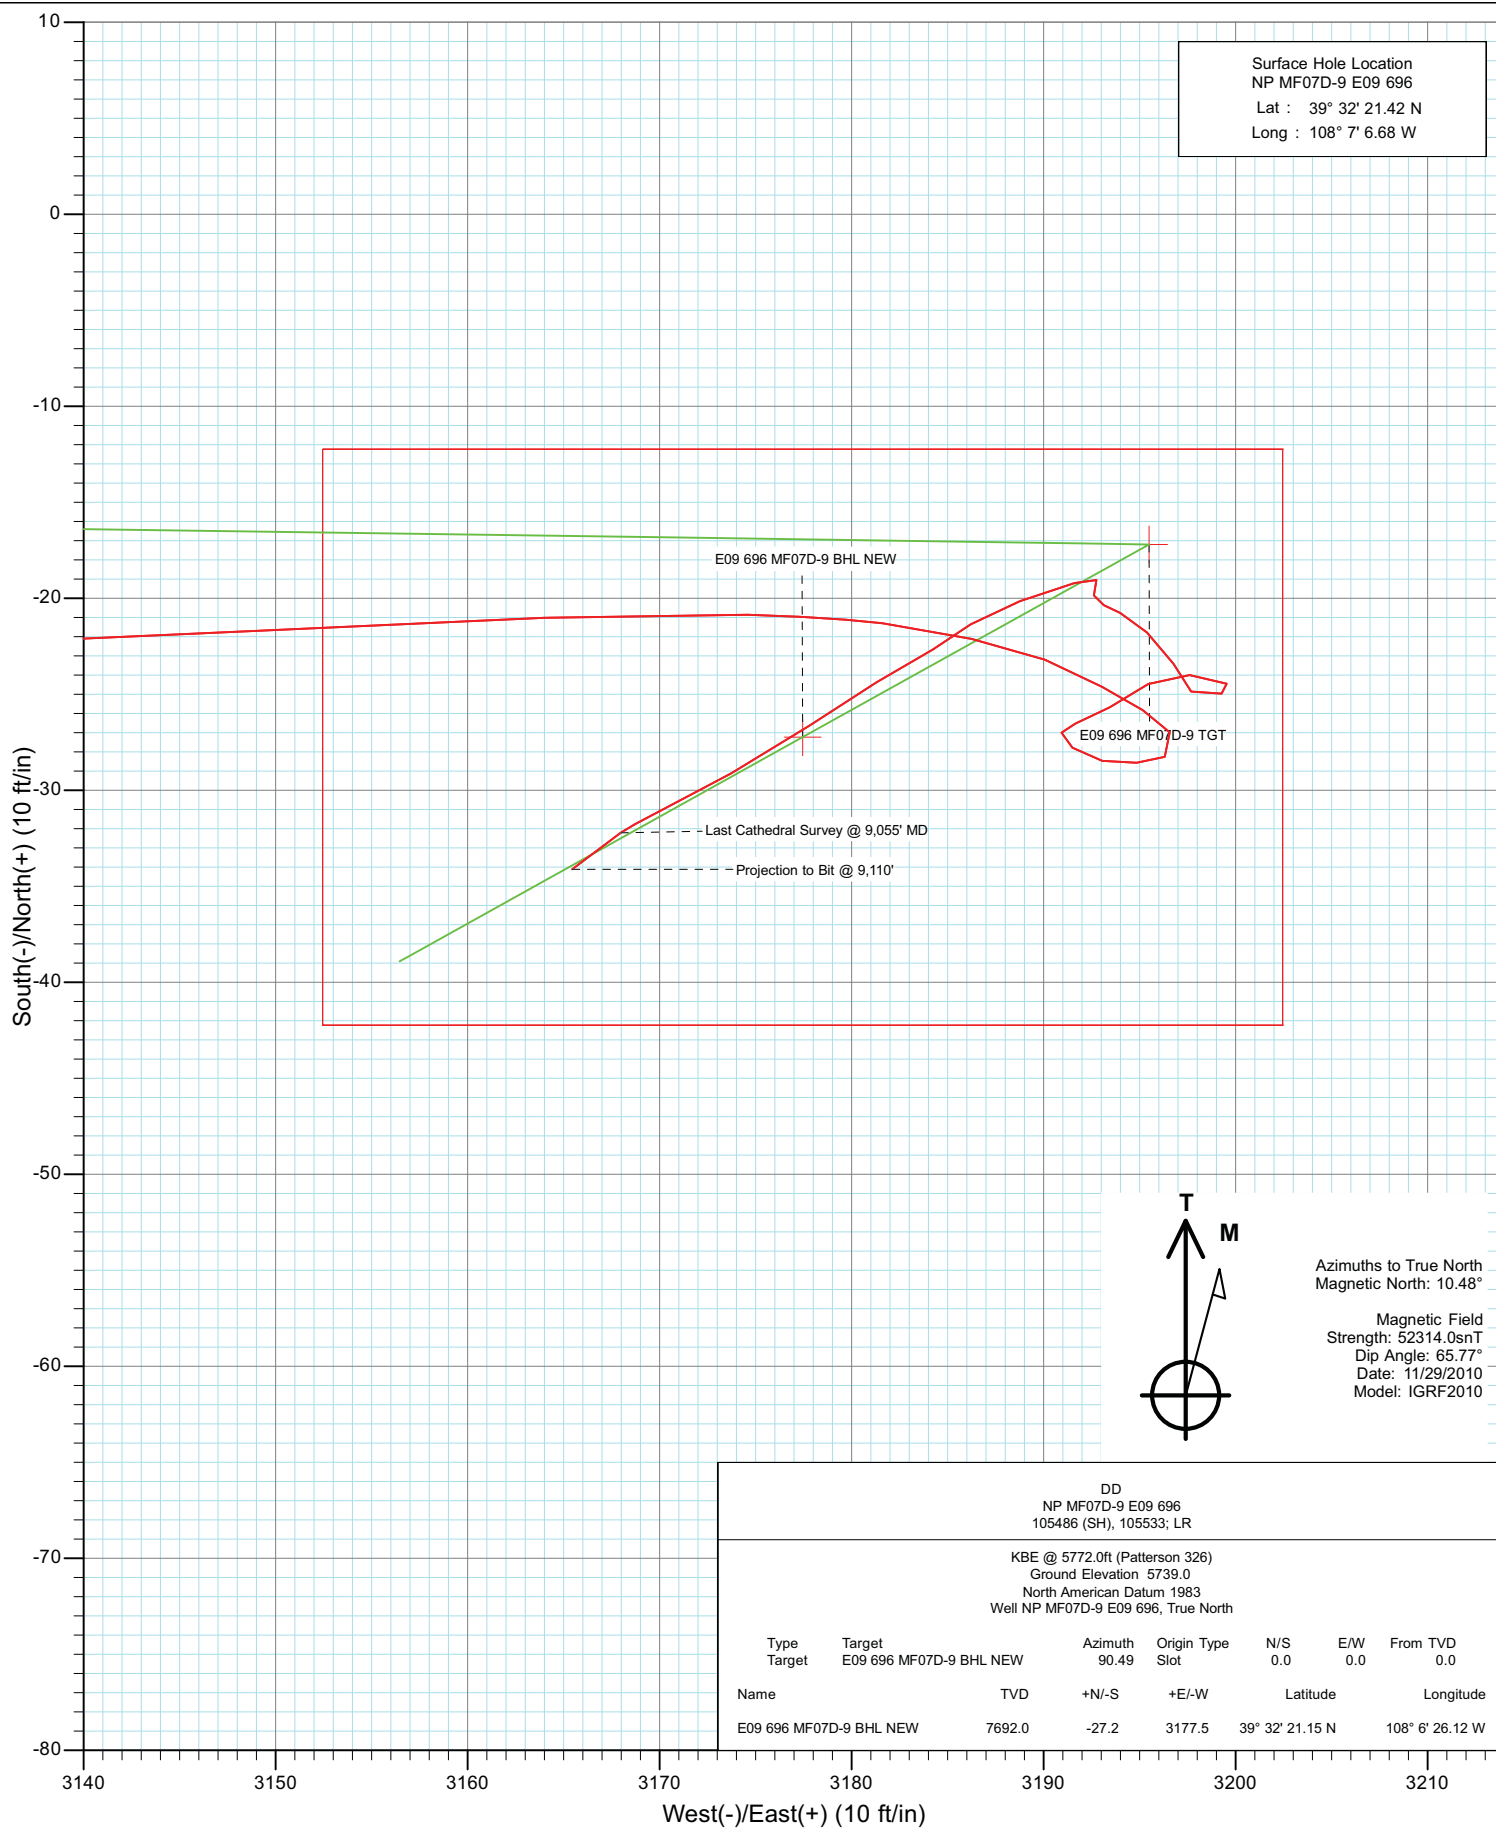 Surface Hole Location
NP MF07D-9 E09 696
Lat : 39° 32' 21.42 N
Long : 108° 7' 6.68 W
10
0
-10
-20
-30
-40
-50
-60
-70
-80
South(-)/North(+) (10 ft/in)
E09 696 MF07D-9 BHL NEW
E09 696 MF07D-9 TGT
Last Cathedral Survey @ 9,055' MD
Projection to Bit @ 9,110'
T
M
Azimuths to True North
Magnetic North: 10.48°
Magnetic Field
Strength: 52314.0snT
Dip Angle: 65.77°
Date: 11/29/2010
Model: IGRF2010
DD
NP MF07D-9 E09 696
105486 (SH), 105533; LR
KBE @ 5772.0ft (Patterson 326)
Ground Elevation 5739.0
North American Datum 1983
Well NP MF07D-9 E09 696, True North
Type Target Azimuth Origin Type N/S E/W From TVD
Target E09 696 MF07D-9 BHL NEW 90.49 Slot 0.0 0.0 0.0
Name TVD +N/-S +E/-W Latitude Longitude
E09 696 MF07D-9 BHL NEW 7692.0 -27.2 3177.5 39° 32' 21.15 N 108° 6' 26.12 W
3140 3150 3160 3170 3180 3190 3200 3210
West(-)/East(+) (10 ft/in)